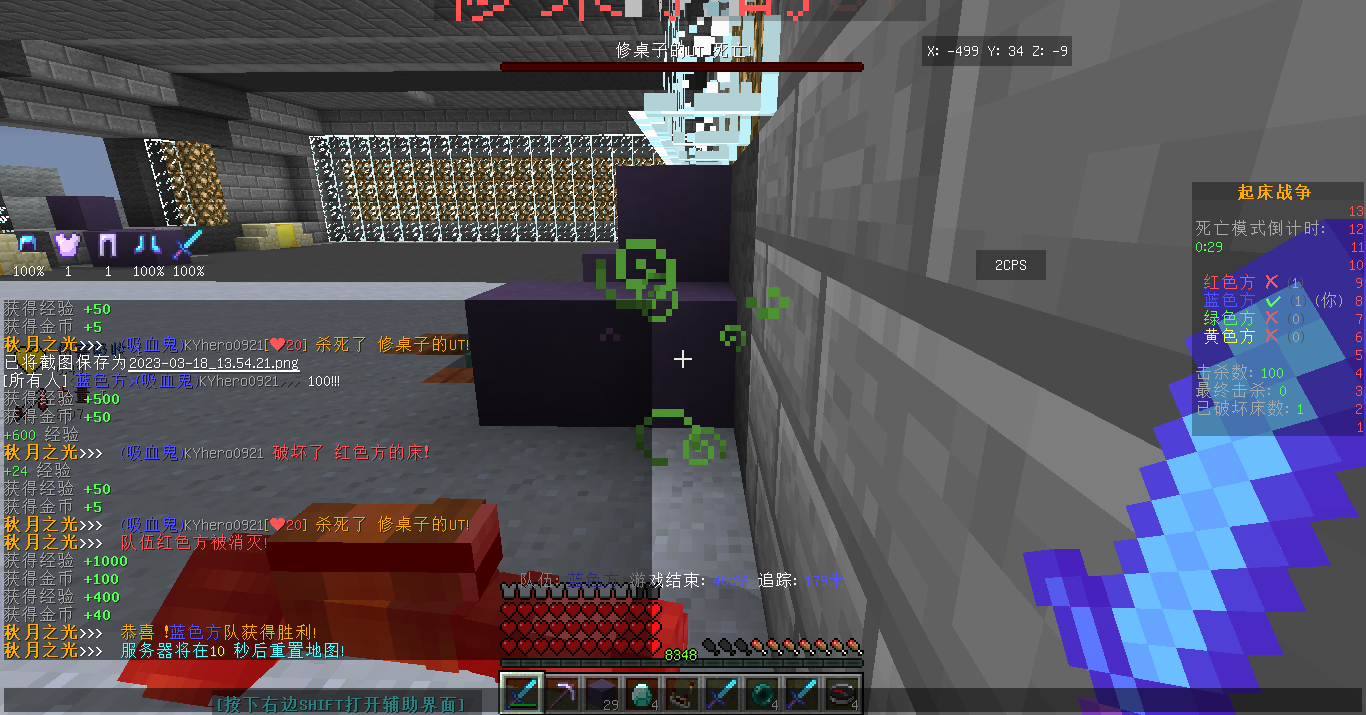 修桌子的UT 死亡!
X: -499 Y: 34 Z: -9
2CPS
起床战争
13
死亡模式倒计时: 12
0:29 11
10
红色方 ✗ (1) 9
蓝色方 ✓ (1) (你) 8
绿色方 ✗ (0) 7
黄色方 ✗ (0) 6
5
击杀数: 100 4
最终击杀: 0 3
已破坏床数: 1 2
1
100% 1 1 100% 100%
获得经验 +50
获得金币 +5
秋月之光>>> (吸血鬼)KYhero0921[❤20] 杀死了 修桌子的UT!
已将截图保存为2023-03-18_13.54.21.png
[所有人] 蓝色方>(吸血鬼)KYhero0921>>> 100!!!
获得经验 +500
获得金币 +50
+600 经验
秋月之光>>> (吸血鬼)KYhero0921 破坏了 红色方的床!
+24 经验
获得经验 +50
获得金币 +5
秋月之光>>> (吸血鬼)KYhero0921[❤20] 杀死了 修桌子的UT!
秋月之光>>> 队伍红色方被消灭!
获得经验 +1000
获得金币 +100
获得经验 +400
获得金币 +40
秋月之光>>> 恭喜 !蓝色方队获得胜利!
秋月之光>>> 服务器将在10 秒后重置地图!
队伍: 蓝色方 游戏结束: 追踪:
8348
29 4 4 4
[按下右边SHIFT打开辅助界面]